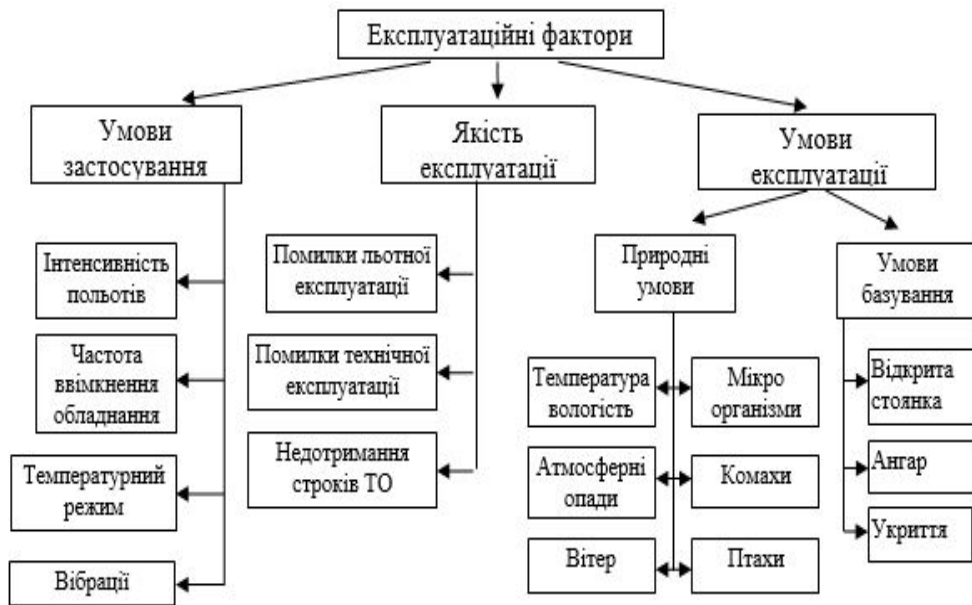 Експлуатаційні фактори
Умови
застосування
Якість
експлуатації
Умови
експлуатації
Інтенсивність
польотів
Частота
ввімкнення
обладнання
Температурний
режим
Вібрації
Помилки льотної
експлуатації
Помилки технічної
експлуатації
Недотримання
строків ТО
Природні
умови
Температура
вологість
Атмосферні
опади
Вітер
Мікро
організми
Комахи
Птахи
Умови
базування
Відкрита
стоянка
Ангар
Укриття